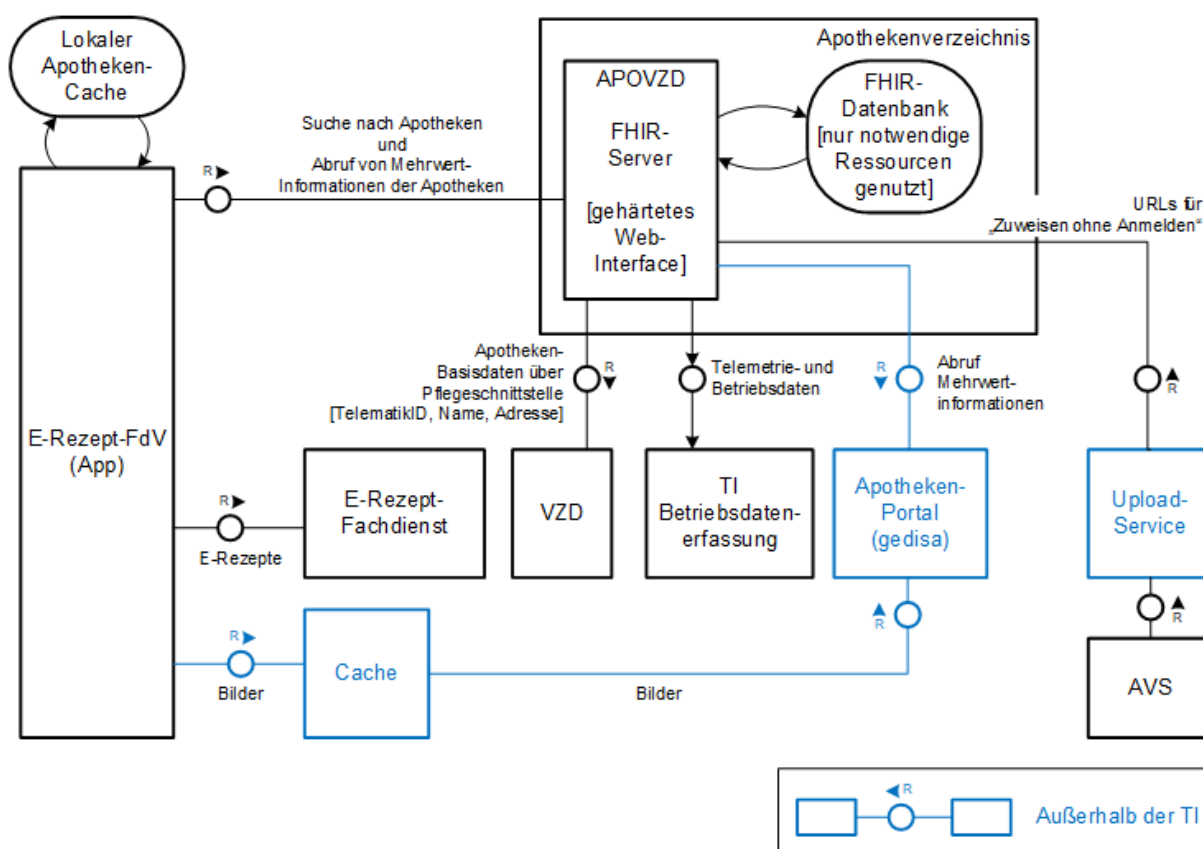 Lokaler
Apotheken-
Cache
Apothekenverzeichnis
APOVZD
FHIR-
Server
[gehärtetes
Web-
Interface]
FHIR-
Datenbank
[nur notwendige
Ressourcen
genutzt]
Suche nach Apotheken
und
Abruf von Mehrwert-
Informationen der Apotheken
R
URLs für
„Zuweisen ohne Anmelden“
Apotheken-
Basisdaten über
Pflegeschnittstelle
[TelematikID, Name, Adresse]
R
Telemetrie- und
Betriebsdaten
R
Abruf
Mehrwert-
informationen
R
E-Rezept-FdV
(App)
R
E-Rezepte
E-Rezept-
Fachdienst
VZD
TI
Betriebsdaten-
erfassung
Apotheken-
Portal
(gedisa)
Upload-
Service
R
Bilder
Cache
Bilder
R
R
AVS
R
Außerhalb der TI